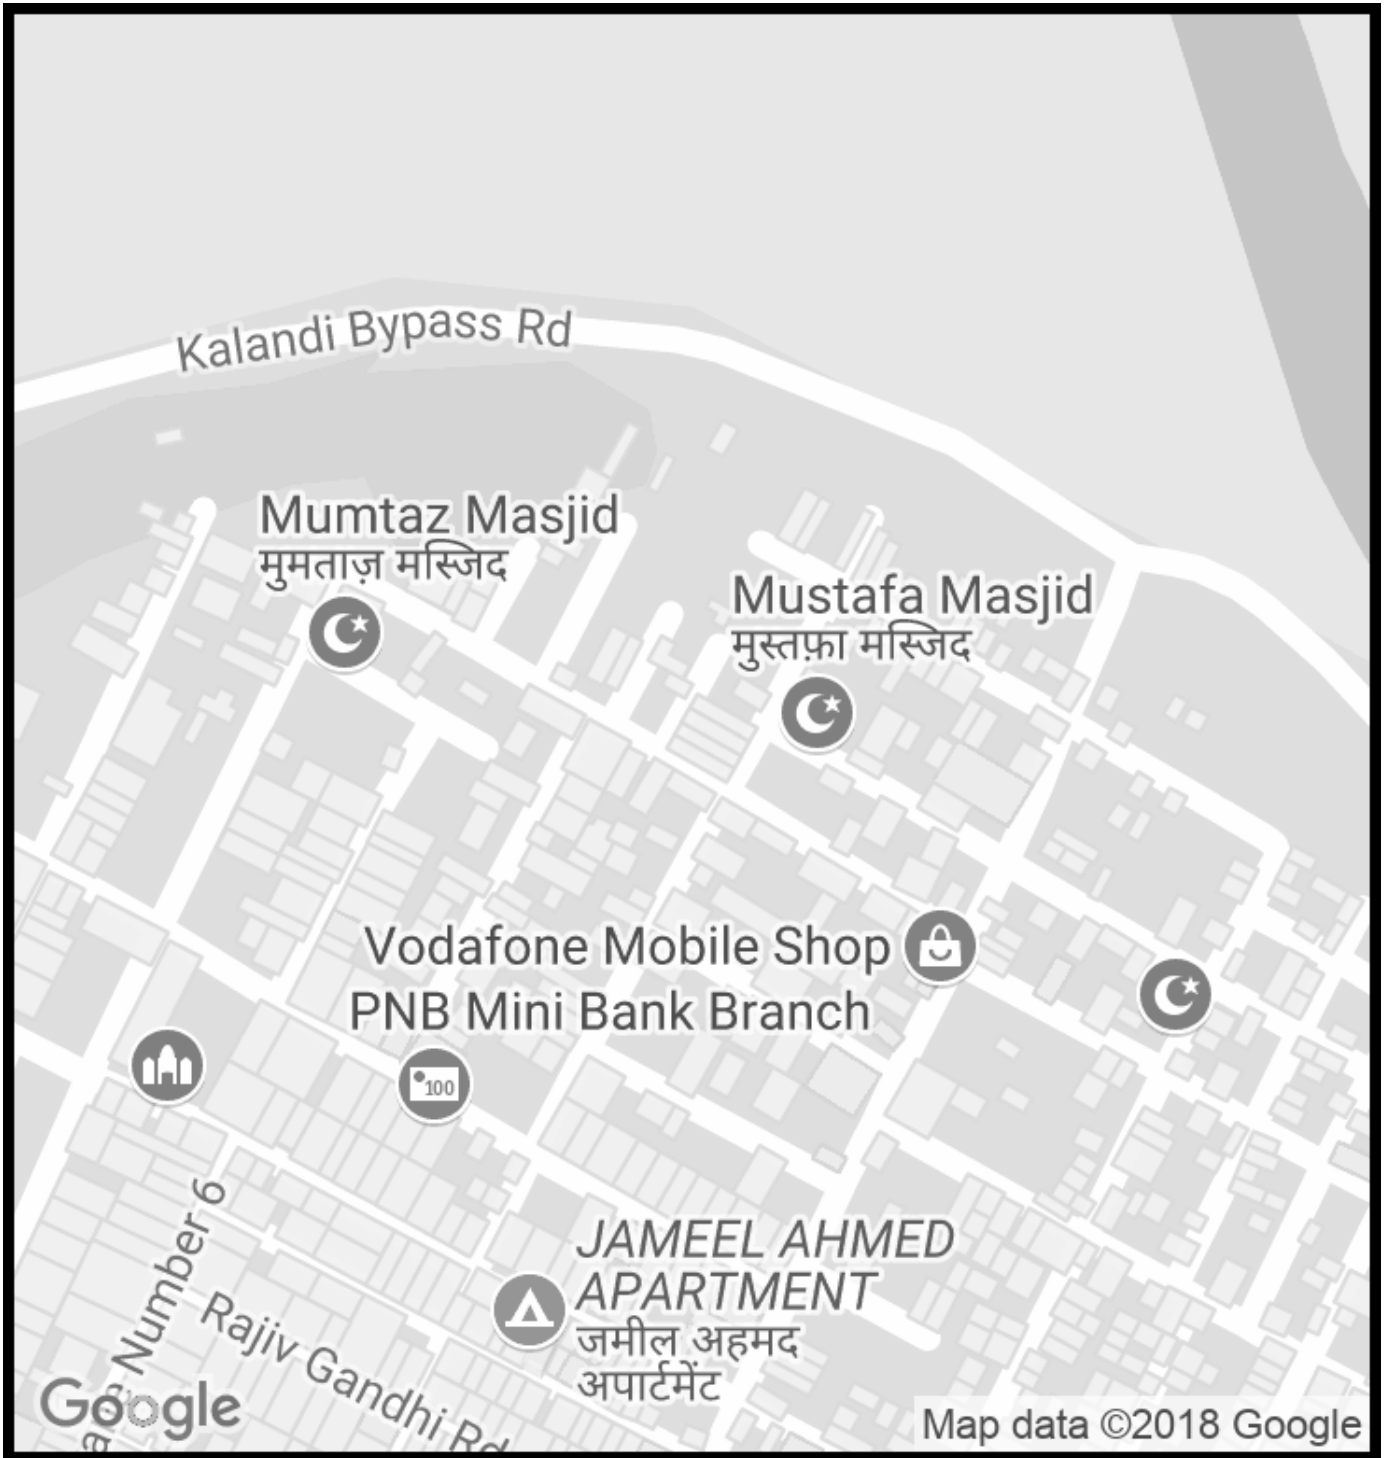 Kalandi Bypass Rd
Mumtaz Masjid
मुमताज़ मस्जिद
Mustafa Masjid
मुस्तफ़ा मस्जिद
Vodafone Mobile Shop
PNB Mini Bank Branch
100
Number 6
JAMEEL AHMED
APARTMENT
जमील अहमद
अपार्टमेंट
Rajiv Gandhi Rd
Google
Map data ©2018 Google